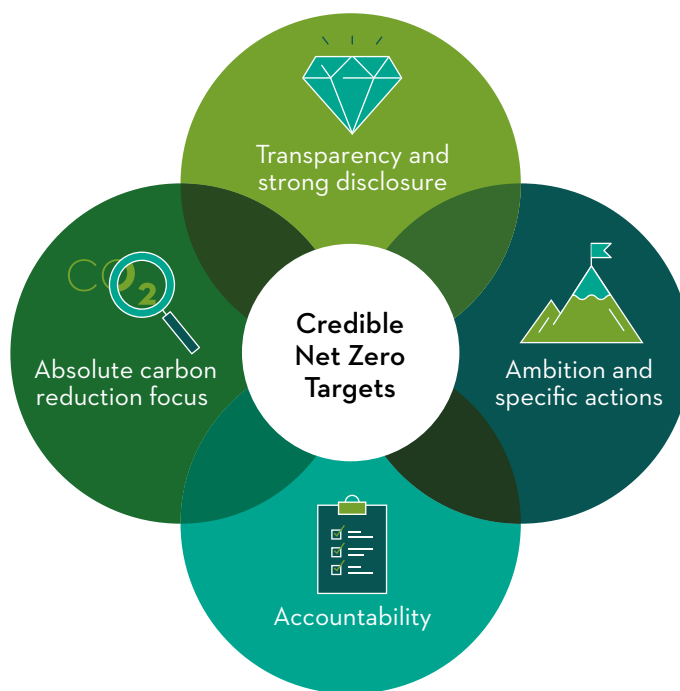 Transparency and
strong disclosure
CO2
Absolute carbon
reduction focus
Credible
Net Zero
Targets
Ambition and
specific actions
Accountability